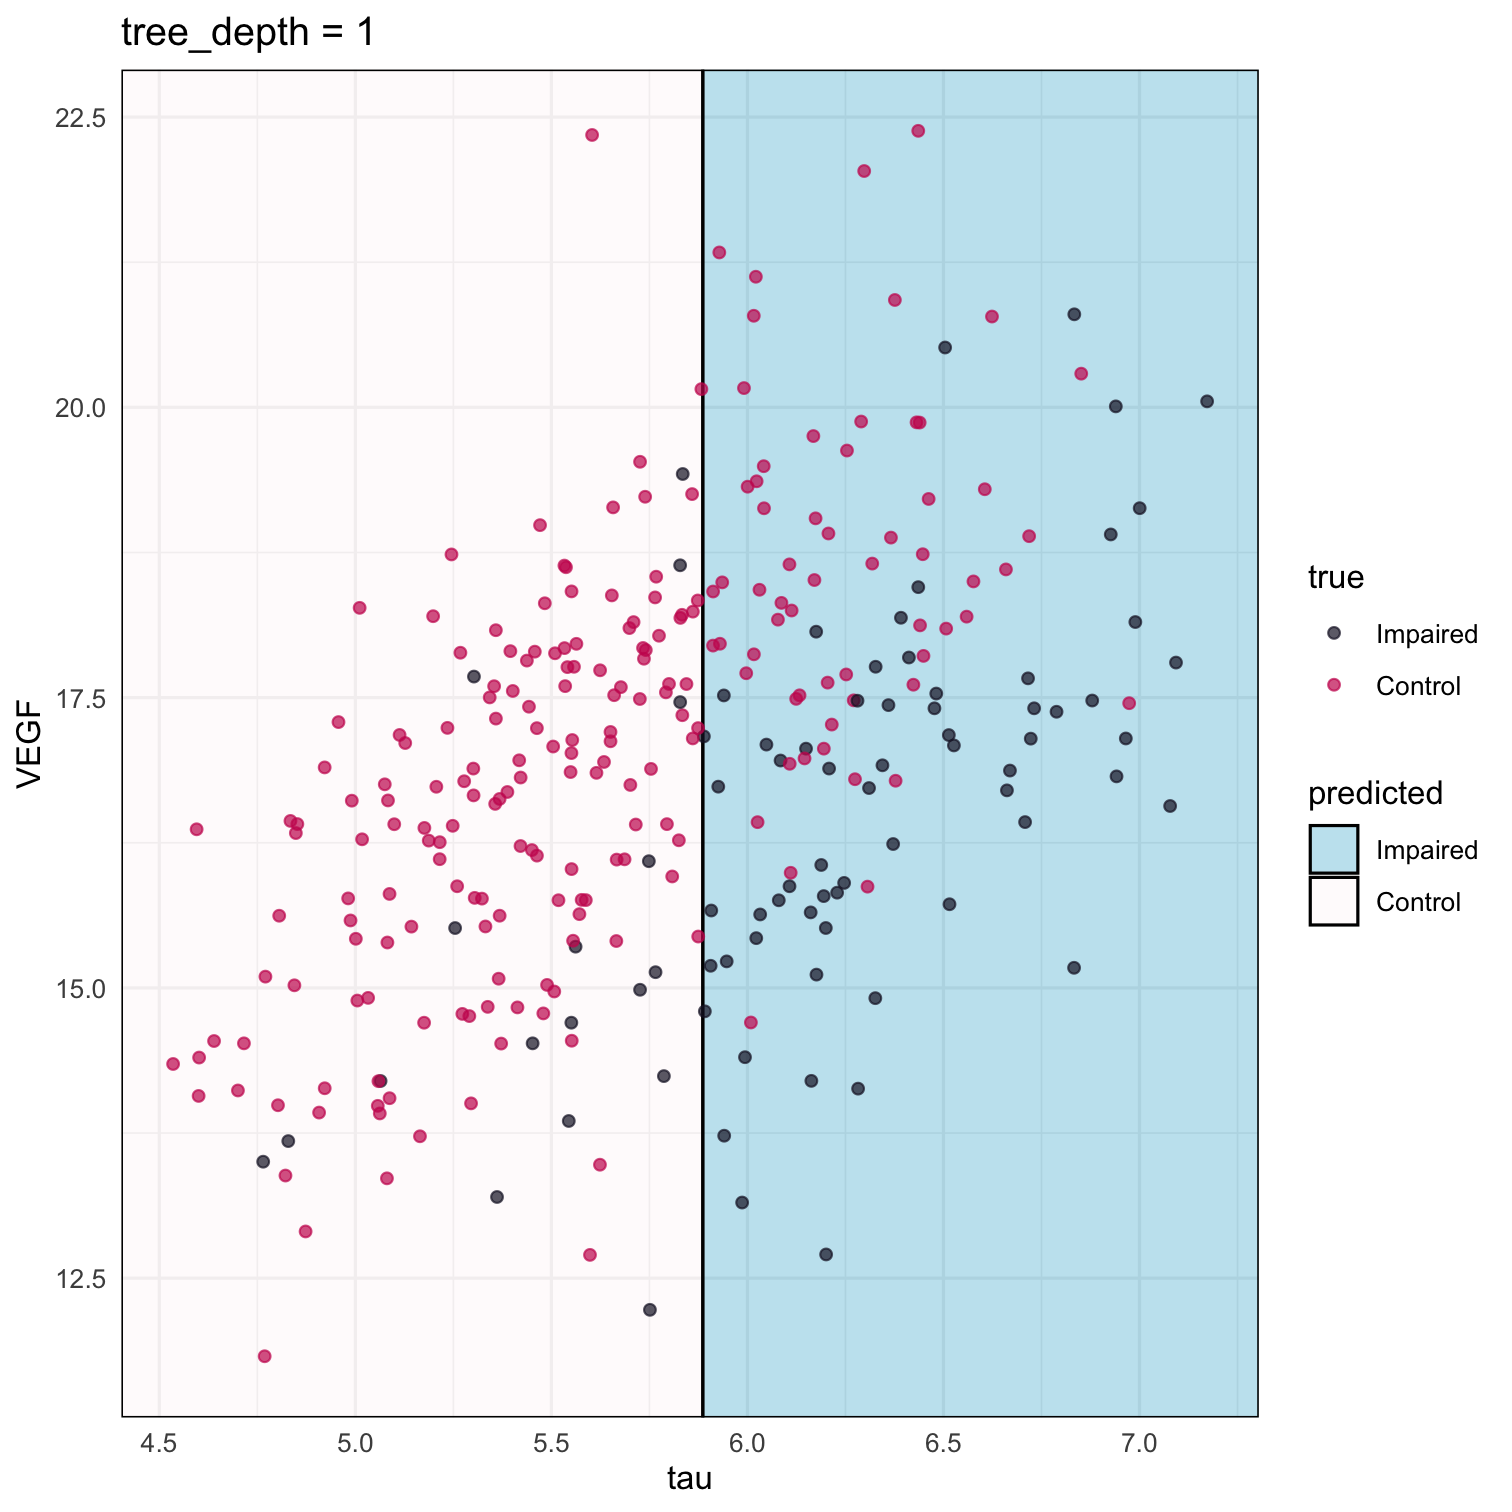 tree_depth = 1
22.5
20.0
17.5
15.0
12.5
VEGF
4.5 5.0 5.5 6.0 6.5 7.0
tau
true
Impaired
Control
predicted
Impaired
Control